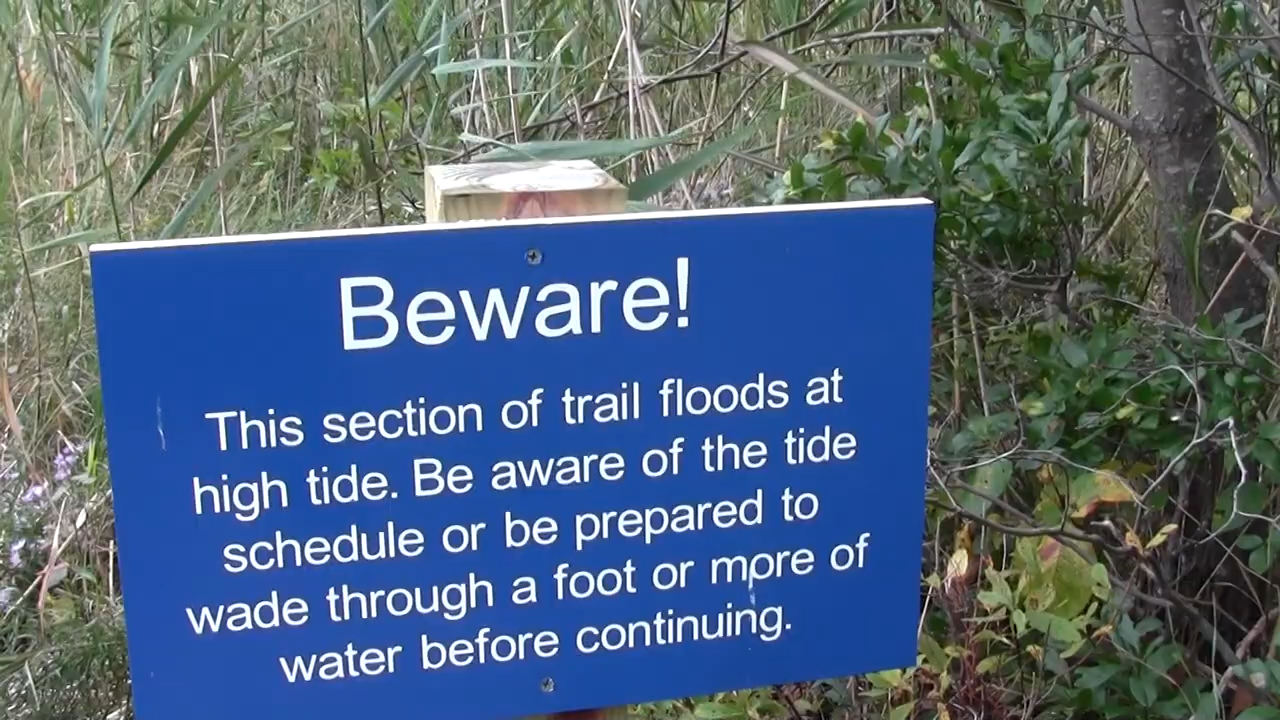 Beware!
This section of trail floods at
high tide. Be aware of the tide
schedule or be prepared to
wade through a foot or more of
water before continuing.